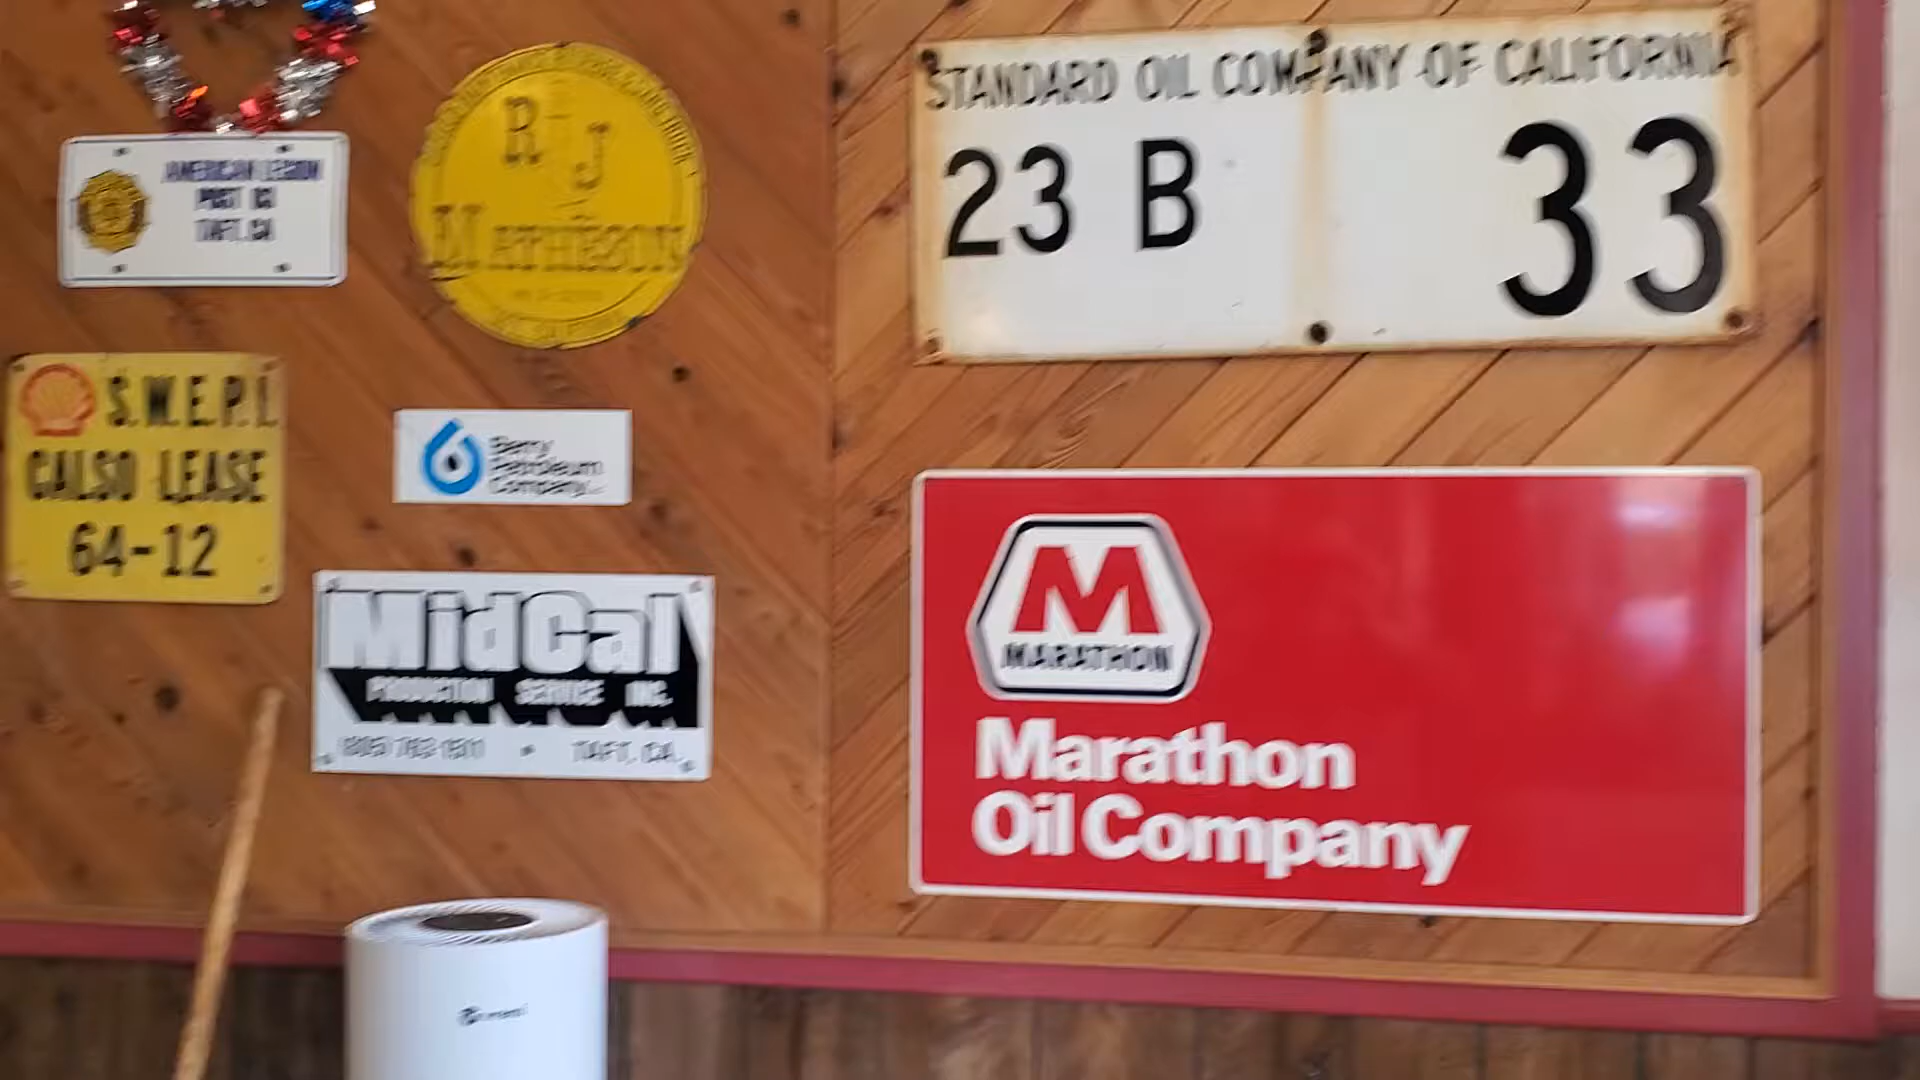 AMERICAN LEGION
TAFT, CA
R J
MATHESON
STANDARD OIL COMPANY OF CALIFORNIA
23 B 33
S.W.E.P.I.
CALSO LEASE
64-12
Berry
Petroleum
Company
MidCal
PRODUCTION SERVICE INC.
TAFT, CA.
MARATHON
Marathon
Oil Company